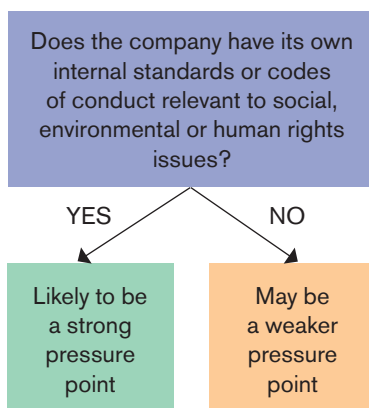 Does the company have its own
internal standards or codes
of conduct relevant to social,
environmental or human rights
issues?
YES
NO
Likely to be
a strong
pressure
point
May be
a weaker
pressure
point